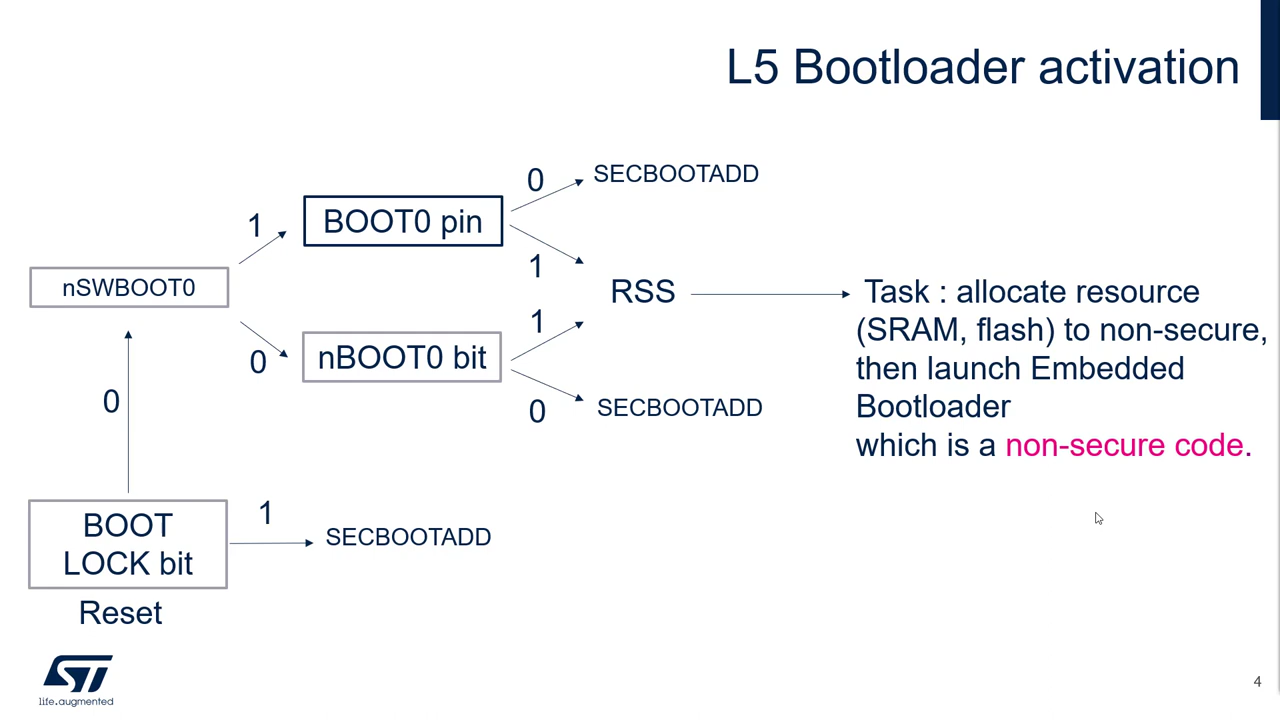 L5 Bootloader activation
0
SECBOOTADD
1
BOOT0 pin
1
nSWBOOT0
RSS
Task : allocate resource
(SRAM, flash) to non-secure,
then launch Embedded
Bootloader
which is a non-secure code.
1
0
nBOOT0 bit
0
SECBOOTADD
0
BOOT
LOCK bit
1
SECBOOTADD
Reset
ST
life.augmented
4